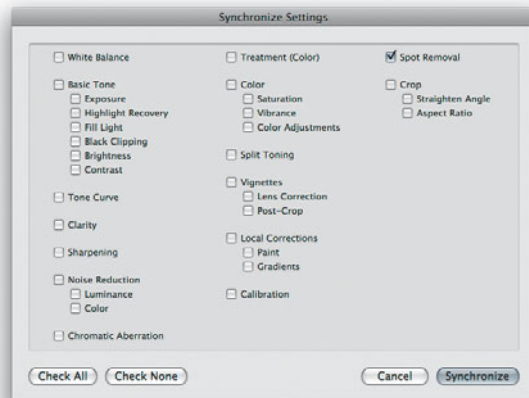 Synchronize Settings
White Balance
Basic Tone
Exposure
Highlight Recovery
Fill Light
Black Clipping
Brightness
Contrast
Tone Curve
Clarity
Sharpening
Noise Reduction
Luminance
Color
Chromatic Aberration
Treatment (Color)
Color
Saturation
Vibrance
Color Adjustments
Split Toning
Vignettes
Lens Correction
Post-Crop
Local Corrections
Paint
Gradients
Calibration
Spot Removal
Crop
Straighten Angle
Aspect Ratio
Check All
Check None
Cancel
Synchronize